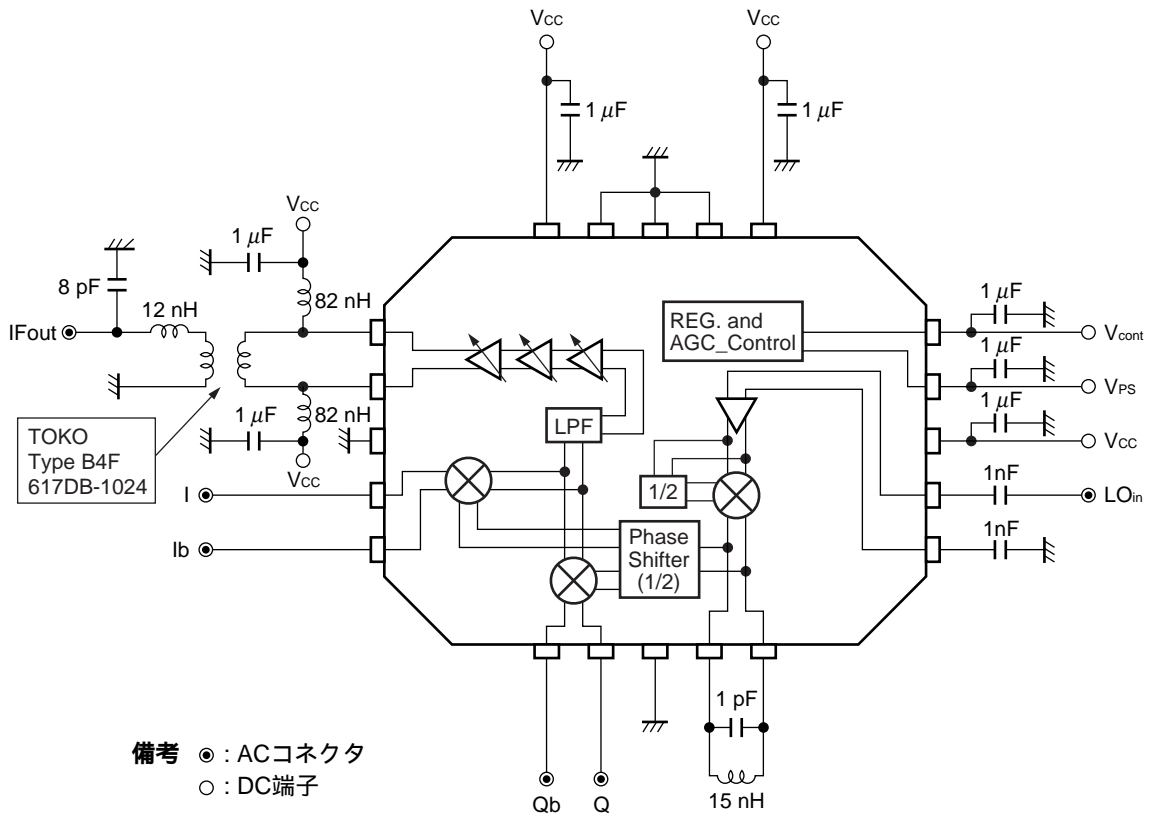 VCC
VCC
1 μF
1 μF
VCC
1 μF
8 pF
82 nH
12 nH
IFout
REG. and
AGC_Control
1 μF
Vcont
1 μF
VPS
1 μF
82 nH
1 μF
VCC
TOKO
Type B4F
617DB-1024
VCC
LPF
I
1/2
1nF
LOin
Ib
Phase
Shifter
(1/2)
1nF
1 pF
15 nH
Qb
Q
備考 ◉ : ACコネクタ
○ : DC端子